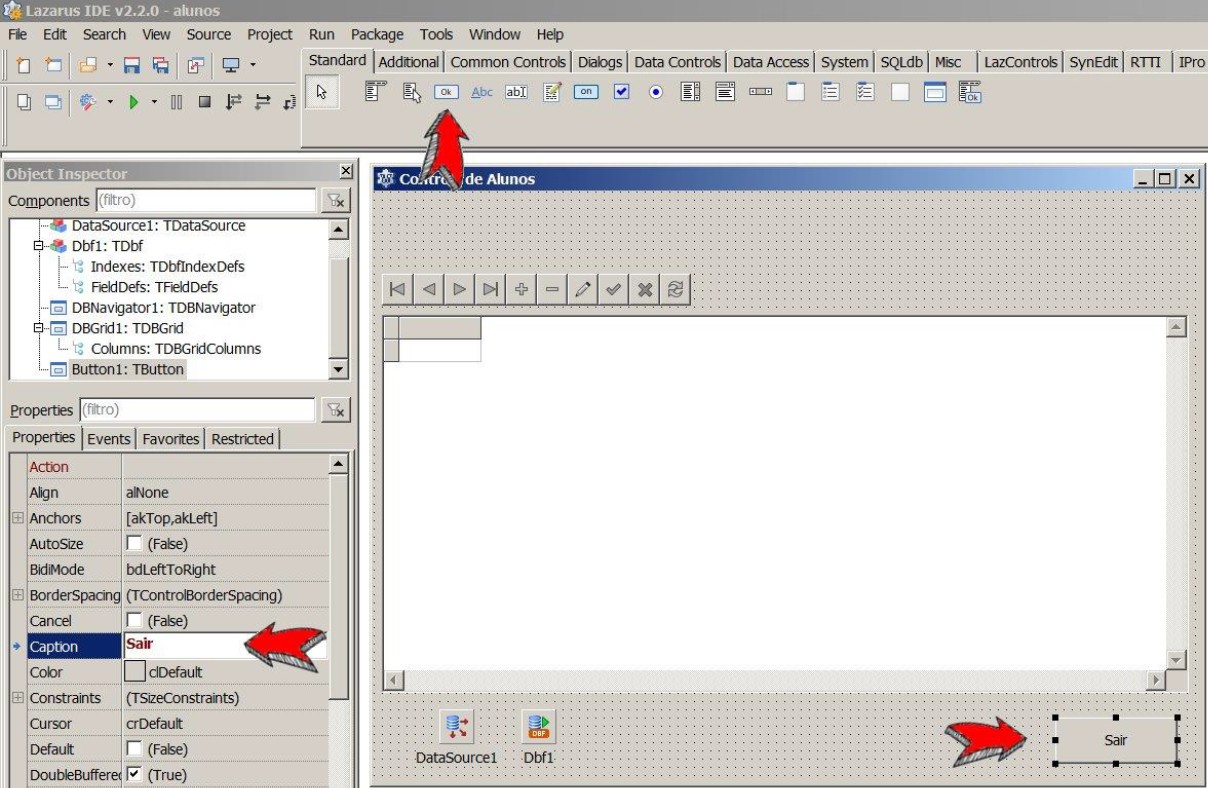 Lazarus IDE v2.2.0 - alunos
File Edit Search View Source Project Run Package Tools Window Help
Standard Additional Common Controls Dialogs Data Controls Data Access System SQLdb Misc LazControls SynEdit RTTI IPro
Ok Abc abI on
Ok
Object Inspector
Components (filtro)
DataSource1: TDataSource
Dbf1: TDbf
Indexes: TDbfIndexDefs
FieldDefs: TFieldDefs
DBNavigator1: TDBNavigator
DBGrid1: TDBGrid
Columns: TDBGridColumns
Button1: TButton
Properties (filtro)
Properties Events Favorites Restricted
Action
Align alNone
Anchors [akTop,akLeft]
AutoSize (False)
BidiMode bdLeftToRight
BorderSpacing (TControlBorderSpacing)
Cancel (False)
Caption Sair
Color clDefault
Constraints (TSizeConstraints)
Cursor crDefault
Default (False)
DoubleBuffered (True)
de Alunos
DBF
DataSource1 Dbf1
Sair